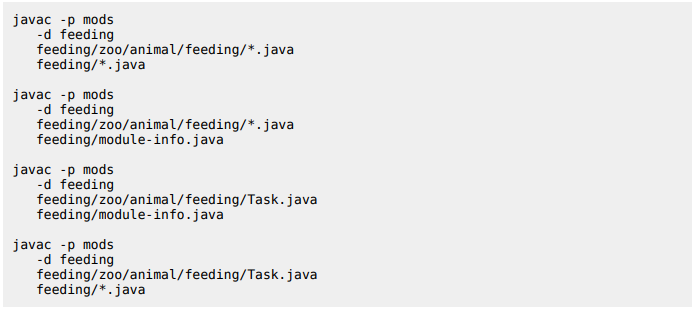 javac -p mods
-d feeding
feeding/zoo/animal/feeding/*.java
feeding/*.java
javac -p mods
-d feeding
feeding/zoo/animal/feeding/*.java
feeding/module-info.java
javac -p mods
-d feeding
feeding/zoo/animal/feeding/Task.java
feeding/module-info.java
javac -p mods
-d feeding
feeding/zoo/animal/feeding/Task.java
feeding/*.java